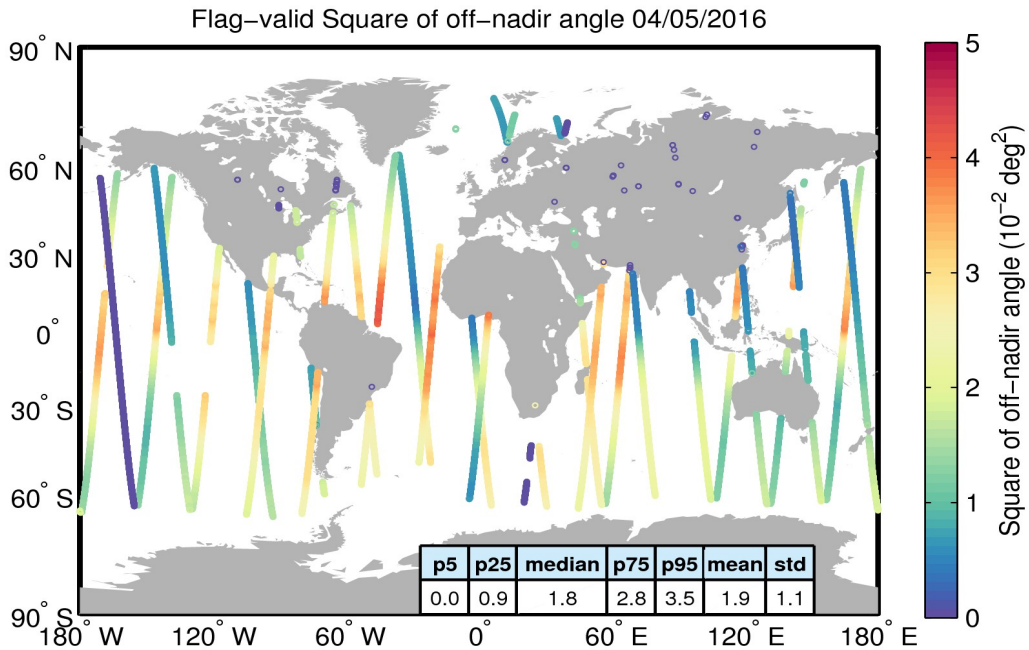 Flag−valid Square of off−nadir angle 04/05/2016
90° N
60° N
30° N
0°
30° S
60° S
90° S
180° W
120° W
60° W
0°
60° E
120° E
180° E
p5 p25 median p75 p95 mean std
0.0 0.9 1.8 2.8 3.5 1.9 1.1
5
4
3
2
1
0
Square of off−nadir angle (10⁻² deg²)